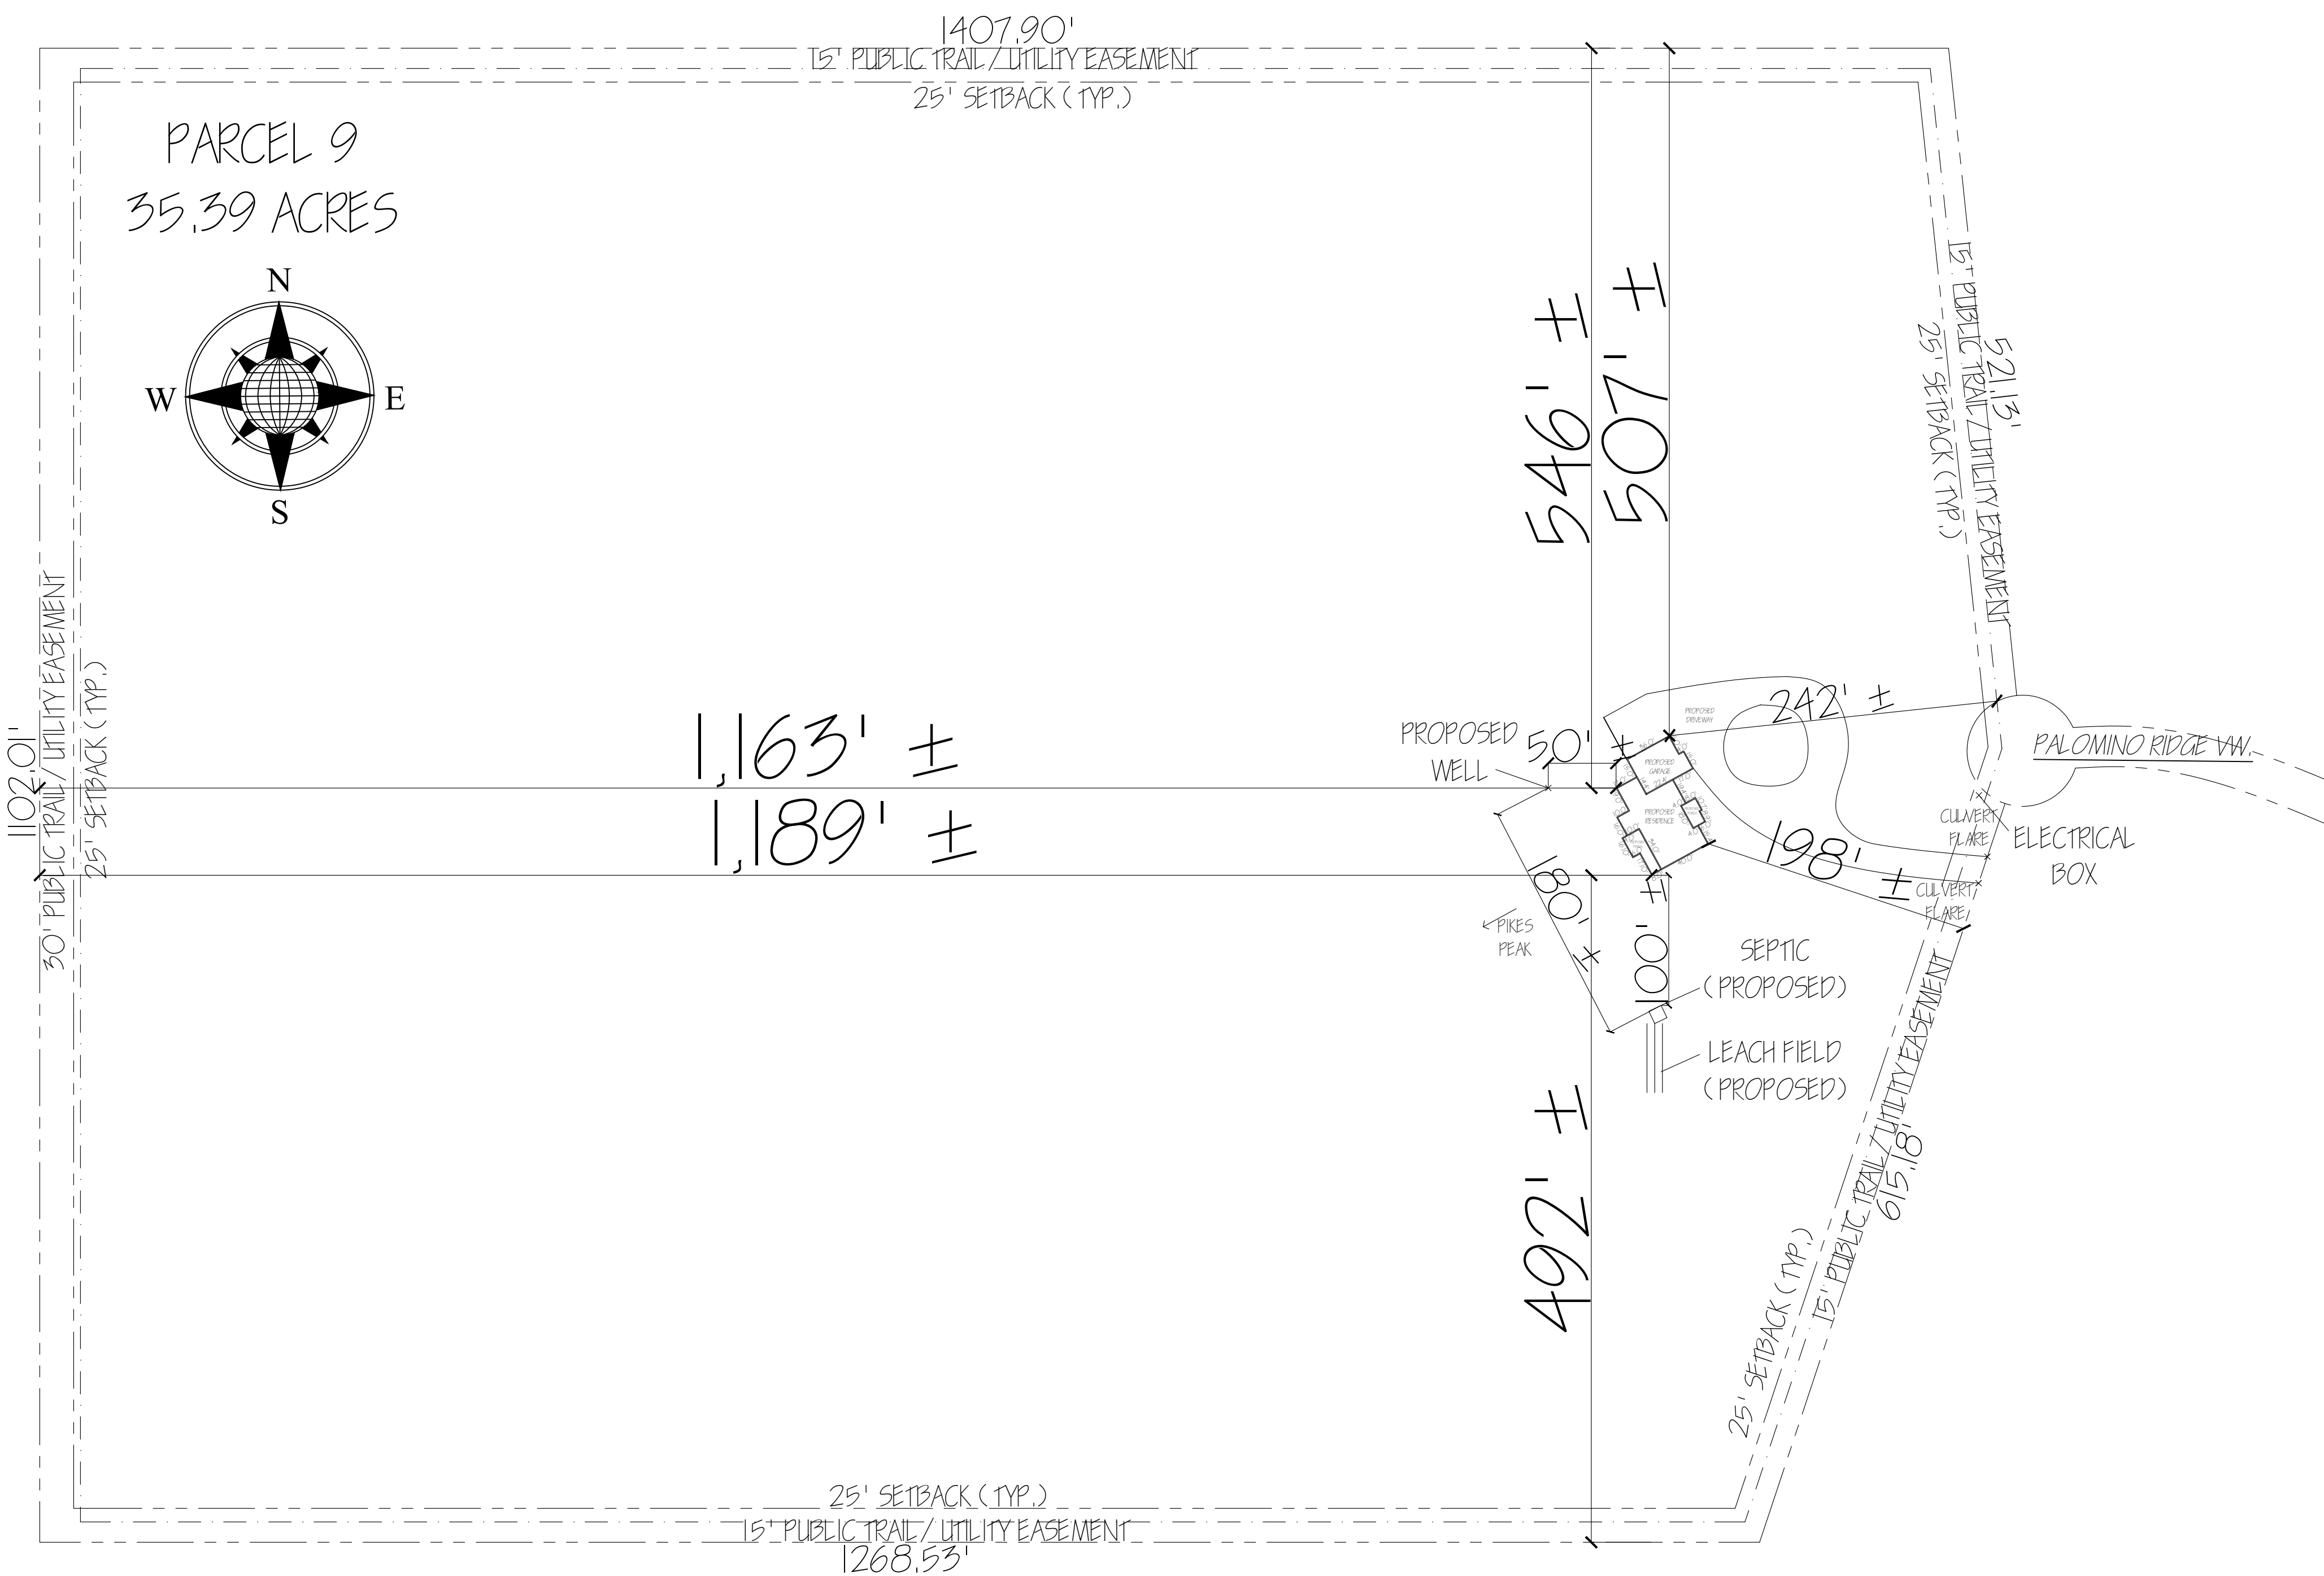 1407.90'
15' PUBLIC TRAIL/UTILITY EASEMENT
25' SETBACK (TYP.)
PARCEL 9
35.39 ACRES
N
W
E
S
546' ±
507' ±
15' PUBLIC TRAIL/UTILITY EASEMENT
25' SETBACK (TYP.)
521.13'
1102.01'
30' PUBLIC TRAIL/UTILITY EASEMENT
25' SETBACK (TYP.)
1,163' ±
1,189' ±
PROPOSED
WELL
50' ±
PROPOSED
DRIVEWAY
242' ±
PALOMINO RIDGE VW.
PROPOSED
GARAGE
PROPOSED
RESIDENCE
CULVERT
FLARE
ELECTRICAL
BOX
198' ±
CULVERT
FLARE
180' ±
PIKES
PEAK
100' ±
SEPTIC
(PROPOSED)
LEACH FIELD
(PROPOSED)
492' ±
15' PUBLIC TRAIL/UTILITY EASEMENT
615.18'
25' SETBACK (TYP.)
25' SETBACK (TYP.)
15' PUBLIC TRAIL/UTILITY EASEMENT
1268.53'